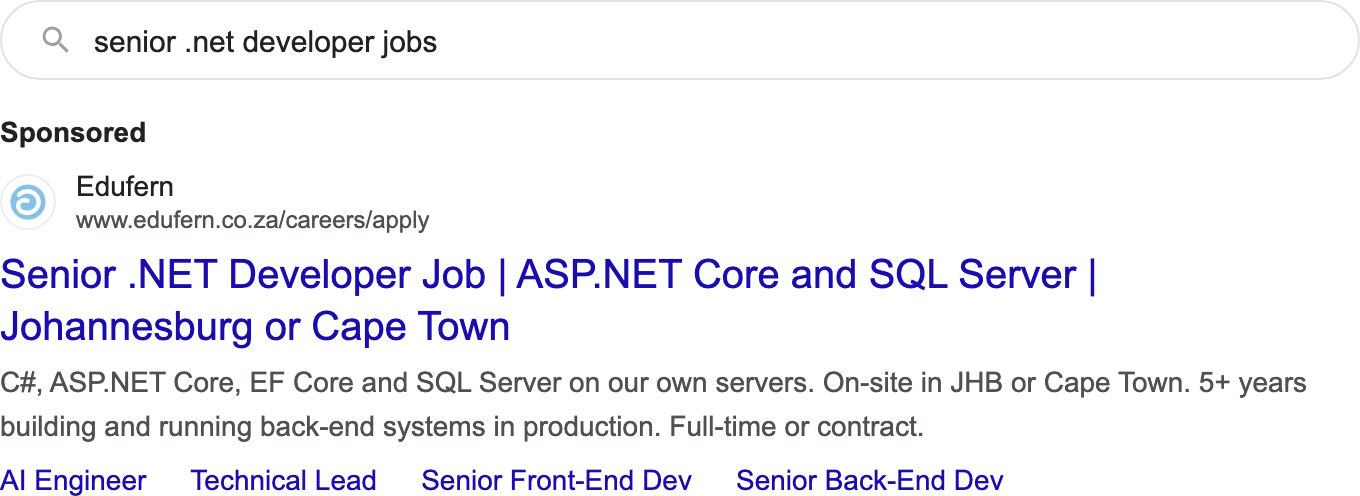 senior .net developer jobs
Sponsored
Edufern
www.edufern.co.za/careers/apply
Senior .NET Developer Job | ASP.NET Core and SQL Server |
Johannesburg or Cape Town
C#, ASP.NET Core, EF Core and SQL Server on our own servers. On-site in JHB or Cape Town. 5+ years
building and running back-end systems in production. Full-time or contract.
AI Engineer Technical Lead Senior Front-End Dev Senior Back-End Dev